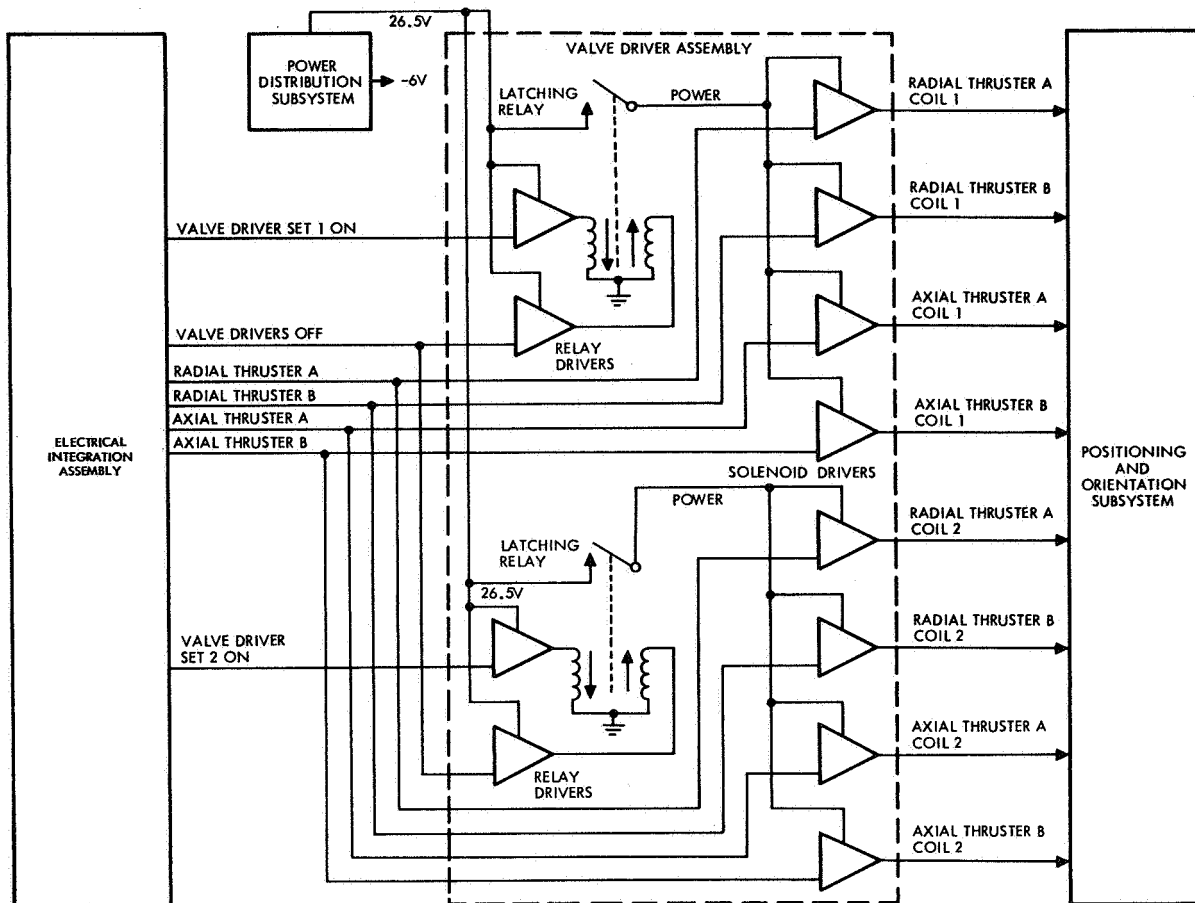 26.5V
POWER
DISTRIBUTION
SUBSYSTEM
-6V
VALVE DRIVER ASSEMBLY
LATCHING
RELAY
POWER
RADIAL THRUSTER A
COIL 1
RADIAL THRUSTER B
COIL 1
VALVE DRIVER SET 1 ON
AXIAL THRUSTER A
COIL 1
VALVE DRIVERS OFF
RELAY
DRIVERS
RADIAL THRUSTER A
RADIAL THRUSTER B
AXIAL THRUSTER A
AXIAL THRUSTER B
AXIAL THRUSTER B
COIL 1
ELECTRICAL
INTEGRATION
ASSEMBLY
SOLENOID DRIVERS
POSITIONING
AND
ORIENTATION
SUBSYSTEM
POWER
RADIAL THRUSTER A
COIL 2
LATCHING
RELAY
26.5V
RADIAL THRUSTER B
COIL 2
VALVE DRIVER
SET 2 ON
AXIAL THRUSTER A
COIL 2
RELAY
DRIVERS
AXIAL THRUSTER B
COIL 2